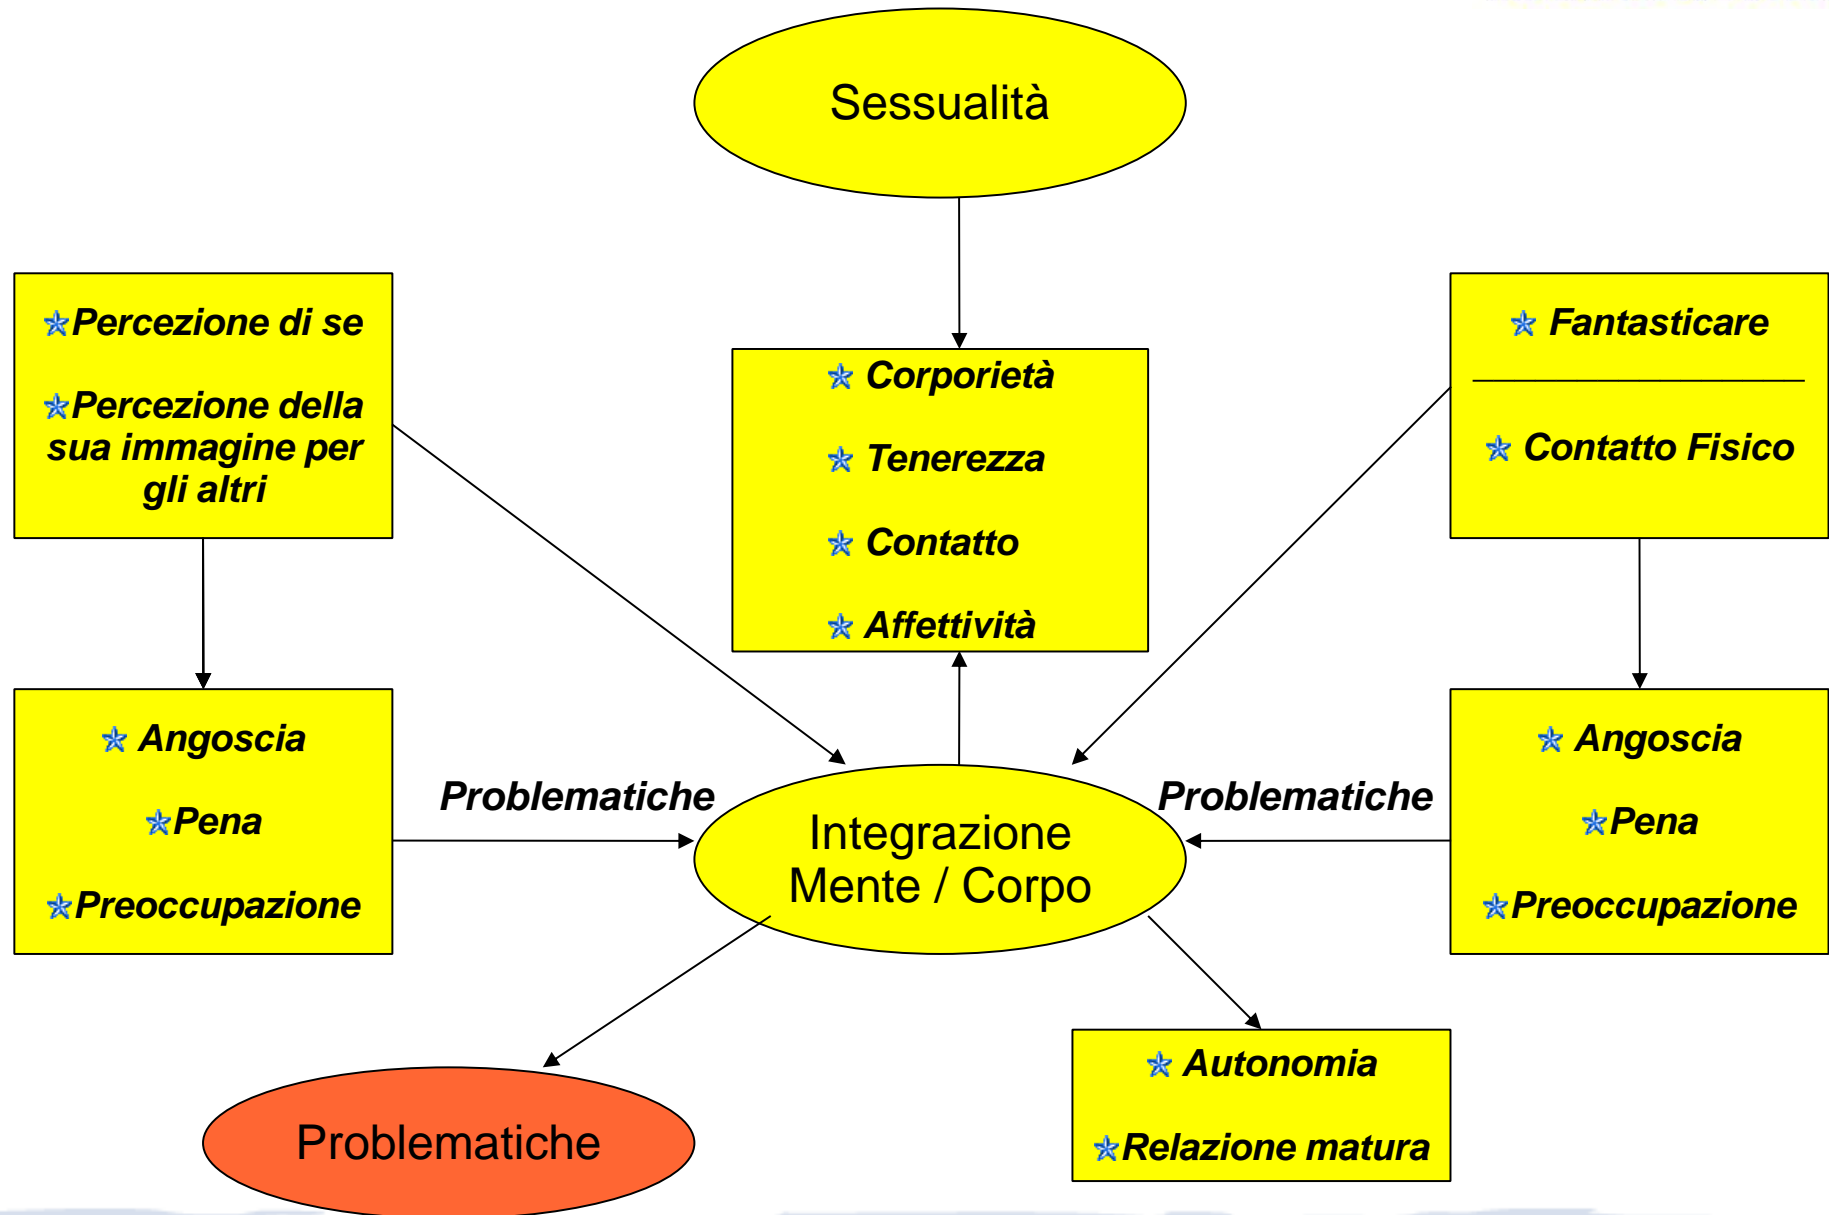 Sessualità
Percezione di se
Percezione della
sua immagine per
gli altri
Corporietà
Tenerezza
Contatto
Affettività
Fantasticare
Contatto Fisico
Angoscia
Pena
Preoccupazione
Problematiche
Integrazione
Mente / Corpo
Problematiche
Angoscia
Pena
Preoccupazione
Problematiche
Autonomia
Relazione matura